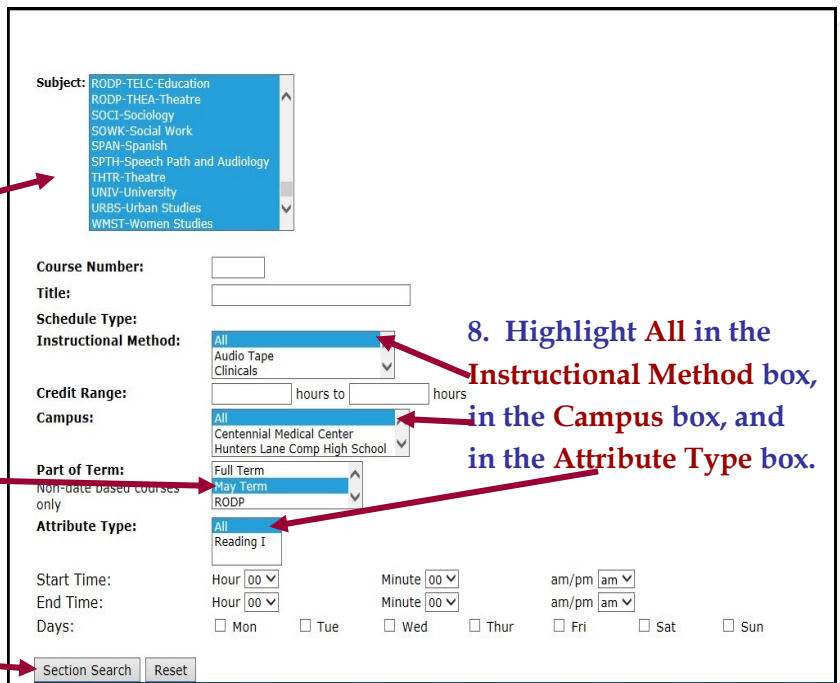 Subject: RODP-TELC-Education
RODP-THEA-Theatre
SOCI-Sociology
SOWK-Social Work
SPAN-Spanish
SPTH-Speech Path and Audiology
THTR-Theatre
UNIV-University
URBS-Urban Studies
WMST-Women Studies
Course Number:
Title:
Schedule Type:
Instructional Method: All
Audio Tape
Clinicals
Credit Range: hours to hours
Campus: All
Centennial Medical Center
Hunters Lane Comp High School
Part of Term: Full Term
Non-date based courses only May Term
RODP
Attribute Type: All
Reading I
8. Highlight All in the
Instructional Method box,
in the Campus box, and
in the Attribute Type box.
Start Time: Hour 00 Minute 00 am/pm am
End Time: Hour 00 Minute 00 am/pm am
Days: Mon Tue Wed Thur Fri Sat Sun
Section Search Reset